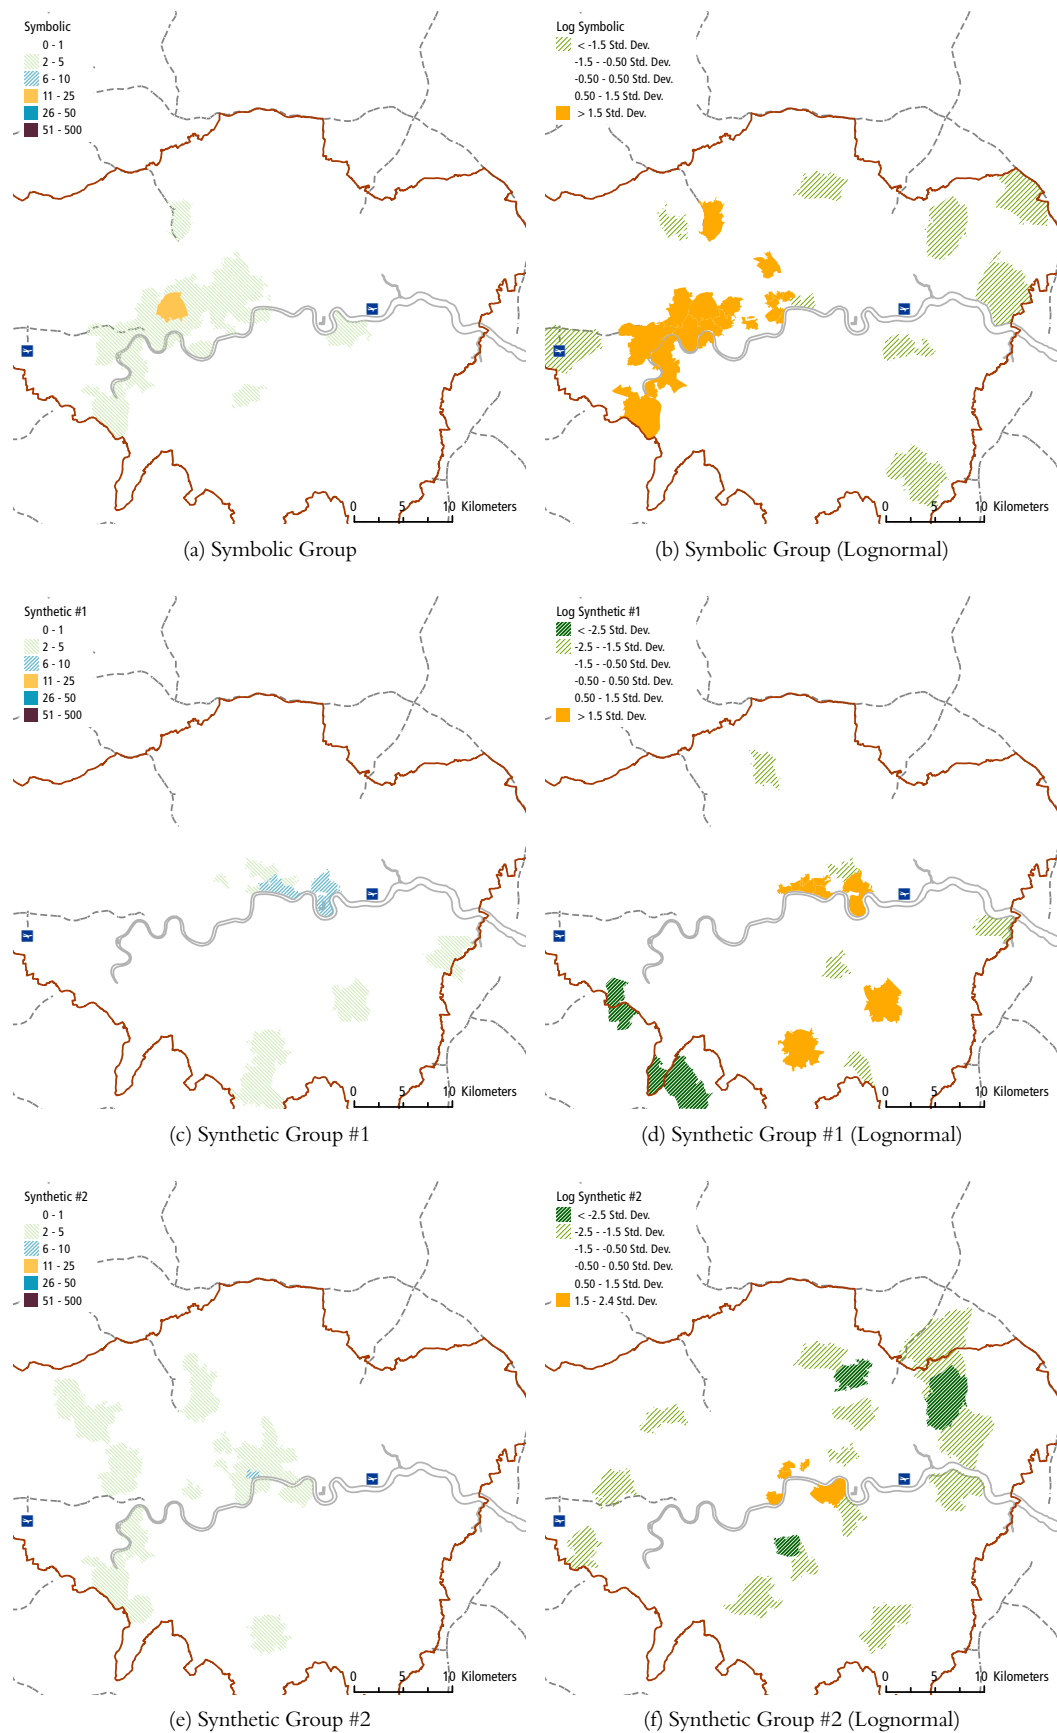 Symbolic
0 - 1
2 - 5
6 - 10
11 - 25
26 - 50
51 - 500
0 5 10 Kilometers
(a) Symbolic Group
Log Symbolic
< -1.5 Std. Dev.
-1.5 - -0.50 Std. Dev.
-0.50 - 0.50 Std. Dev.
0.50 - 1.5 Std. Dev.
> 1.5 Std. Dev.
0 5 10 Kilometers
(b) Symbolic Group (Lognormal)
Synthetic #1
0 - 1
2 - 5
6 - 10
11 - 25
26 - 50
51 - 500
0 5 10 Kilometers
(c) Synthetic Group #1
Log Synthetic #1
< -2.5 Std. Dev.
-2.5 - -1.5 Std. Dev.
-1.5 - -0.50 Std. Dev.
-0.50 - 0.50 Std. Dev.
0.50 - 1.5 Std. Dev.
> 1.5 Std. Dev.
0 5 10 Kilometers
(d) Synthetic Group #1 (Lognormal)
Synthetic #2
0 - 1
2 - 5
6 - 10
11 - 25
26 - 50
51 - 500
0 5 10 Kilometers
(e) Synthetic Group #2
Log Synthetic #2
< -2.5 Std. Dev.
-2.5 - -1.5 Std. Dev.
-1.5 - -0.50 Std. Dev.
-0.50 - 0.50 Std. Dev.
0.50 - 1.5 Std. Dev.
1.5 - 2.4 Std. Dev.
0 5 10 Kilometers
(f) Synthetic Group #2 (Lognormal)